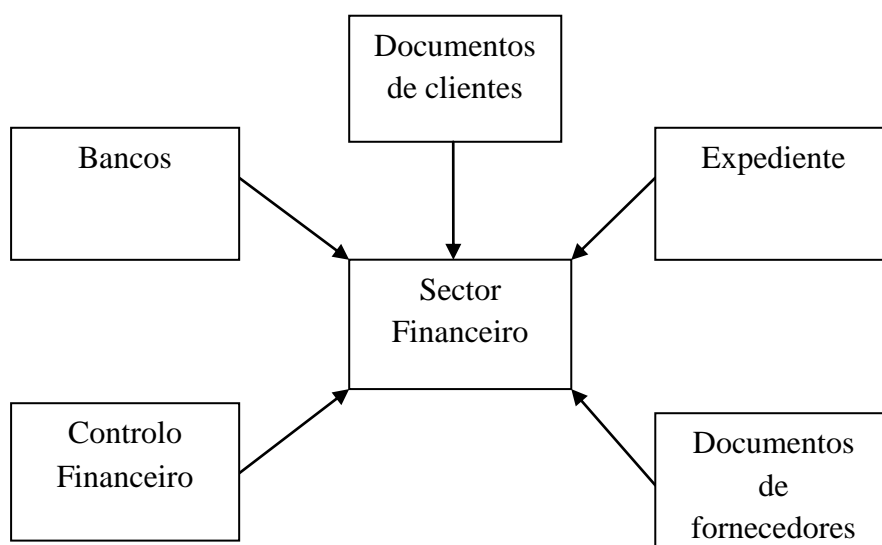 Documentos
de clientes
Bancos
Expediente
Sector
Financeiro
Controlo
Financeiro
Documentos
de
fornecedores